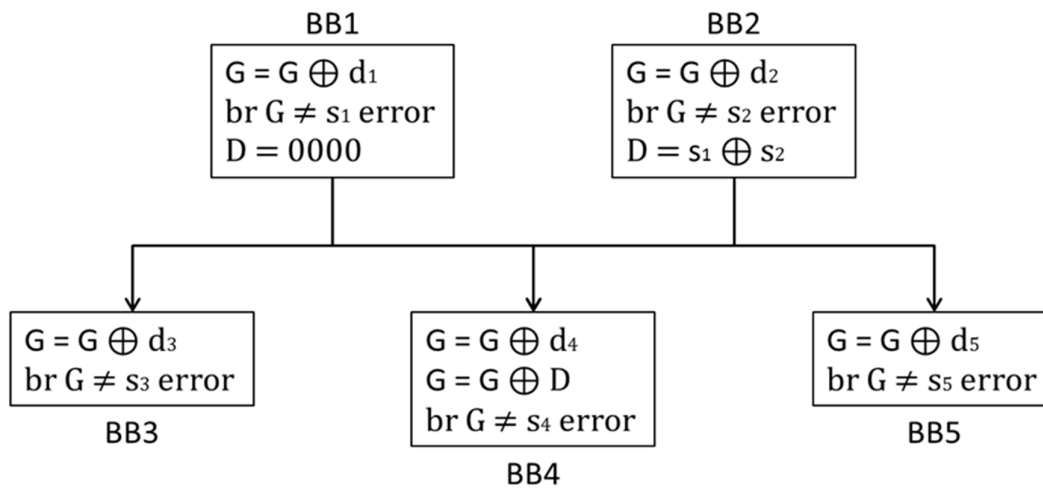 BB1
G = G ⊕ d₁
br G ≠ s₁ error
D = 0000
BB2
G = G ⊕ d₂
br G ≠ s₂ error
D = s₁ ⊕ s₂
G = G ⊕ d₃
br G ≠ s₃ error
BB3
G = G ⊕ d₄
G = G ⊕ D
br G ≠ s₄ error
BB4
G = G ⊕ d₅
br G ≠ s₅ error
BB5